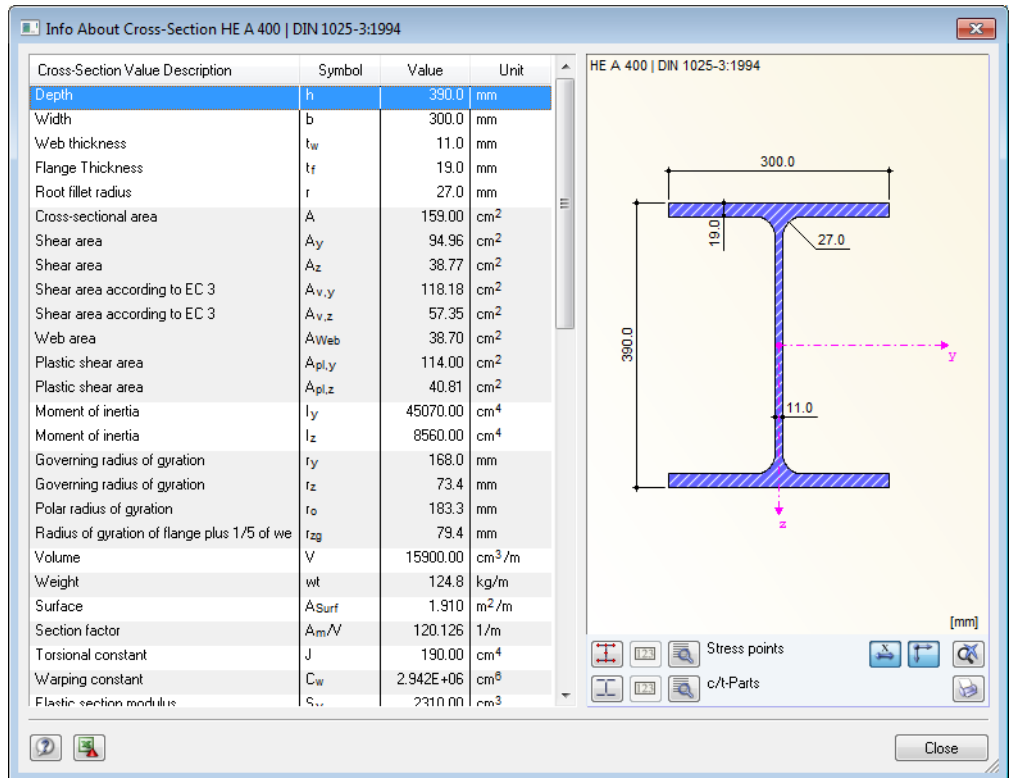 Info About Cross-Section HE A 400 | DIN 1025-3:1994
Cross-Section Value Description Symbol Value Unit
Depth h 390.0 mm
Width b 300.0 mm
Web thickness tw 11.0 mm
Flange Thickness tf 19.0 mm
Root fillet radius r 27.0 mm
Cross-sectional area A 159.00 cm2
Shear area Ay 94.96 cm2
Shear area Az 38.77 cm2
Shear area according to EC 3 Av,y 118.18 cm2
Shear area according to EC 3 Av,z 57.35 cm2
Web area AWeb 38.70 cm2
Plastic shear area Apl,y 114.00 cm2
Plastic shear area Apl,z 40.81 cm2
Moment of inertia Iy 45070.00 cm4
Moment of inertia Iz 8560.00 cm4
Governing radius of gyration ry 168.0 mm
Governing radius of gyration rz 73.4 mm
Polar radius of gyration ro 183.3 mm
Radius of gyration of flange plus 1/5 of we rzg 79.4 mm
Volume V 15900.00 cm3/m
Weight wt 124.8 kg/m
Surface ASurf 1.910 m2/m
Section factor Am/V 120.126 1/m
Torsional constant J 190.00 cm4
Warping constant Cw 2.942E+06 cm6
Elastic section modulus Sy 2310.00 cm3
HE A 400 | DIN 1025-3:1994
300.0
19.0
27.0
390.0
y
11.0
z
[mm]
123 Stress points x
123 c/t-Parts
Close